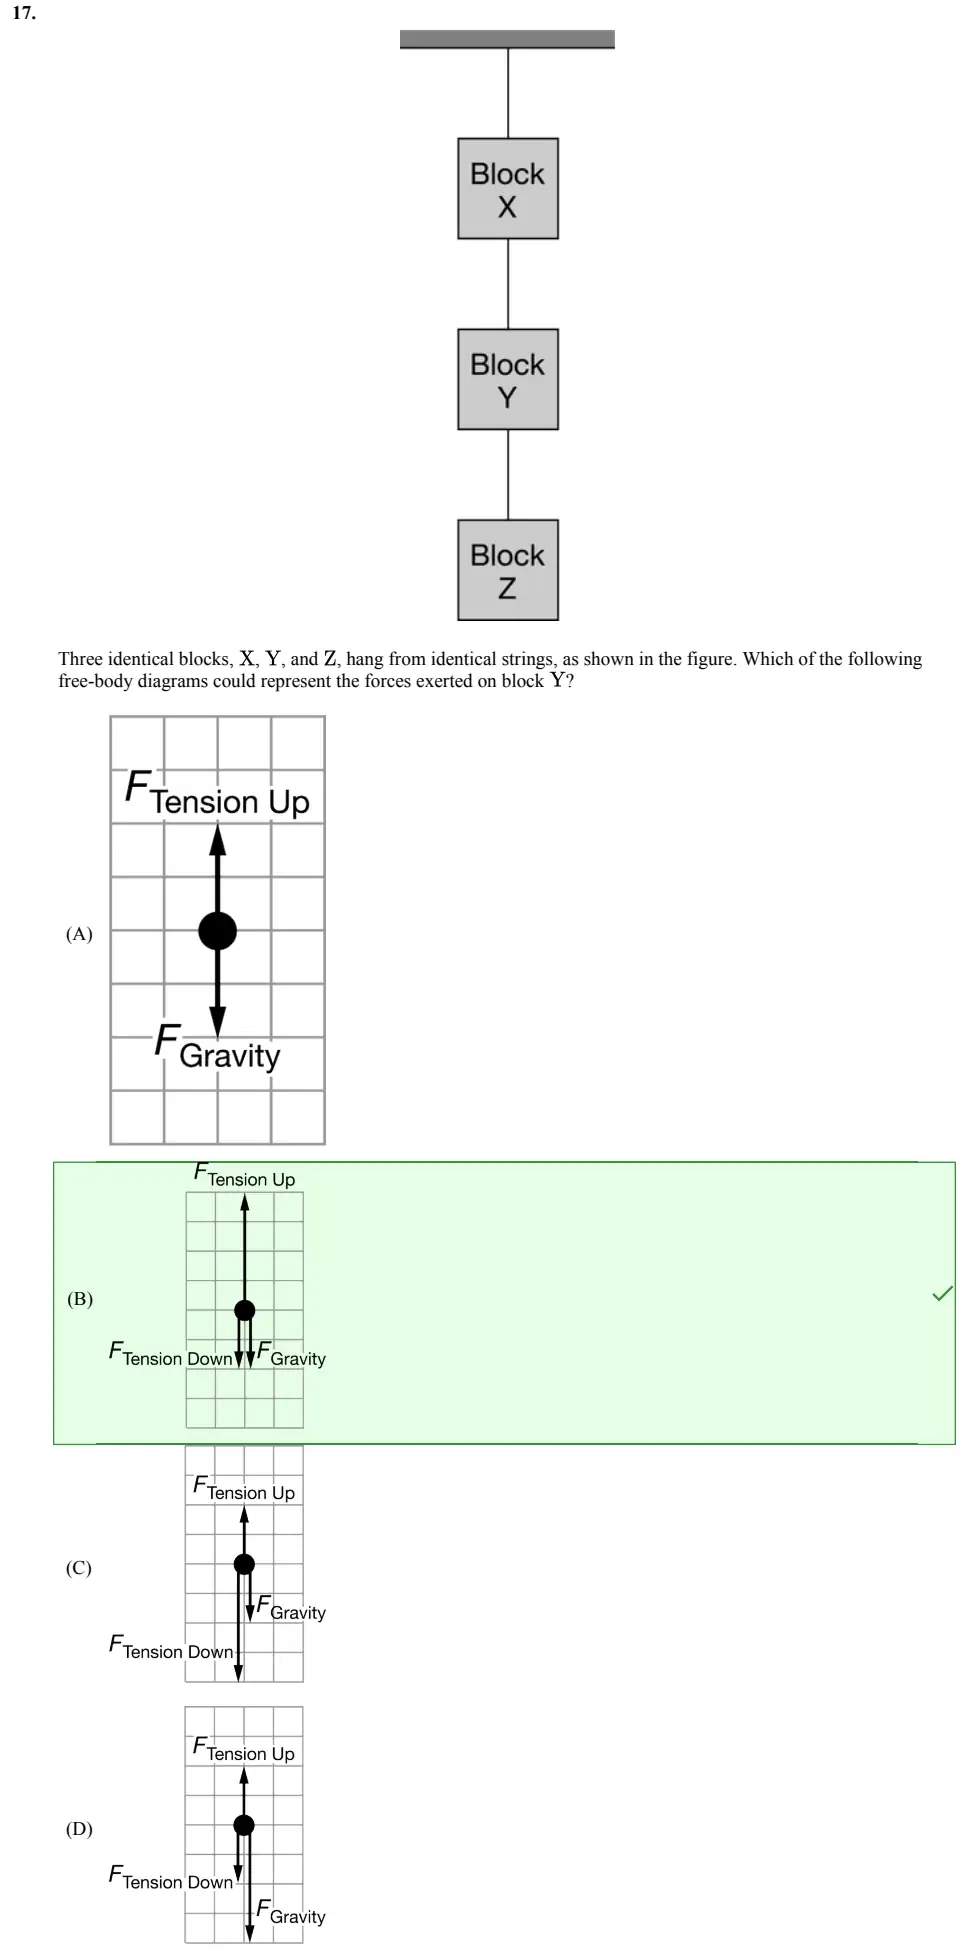 17.
Block
X
Block
Y
Block
Z
Three identical blocks, X, Y, and Z, hang from identical strings, as shown in the figure. Which of the following
free-body diagrams could represent the forces exerted on block Y?
(A)
F Tension Up
F Gravity
(B)
F Tension Up
F Tension Down
F Gravity
(C)
F Tension Up
F Gravity
F Tension Down
(D)
F Tension Up
F Tension Down
F Gravity